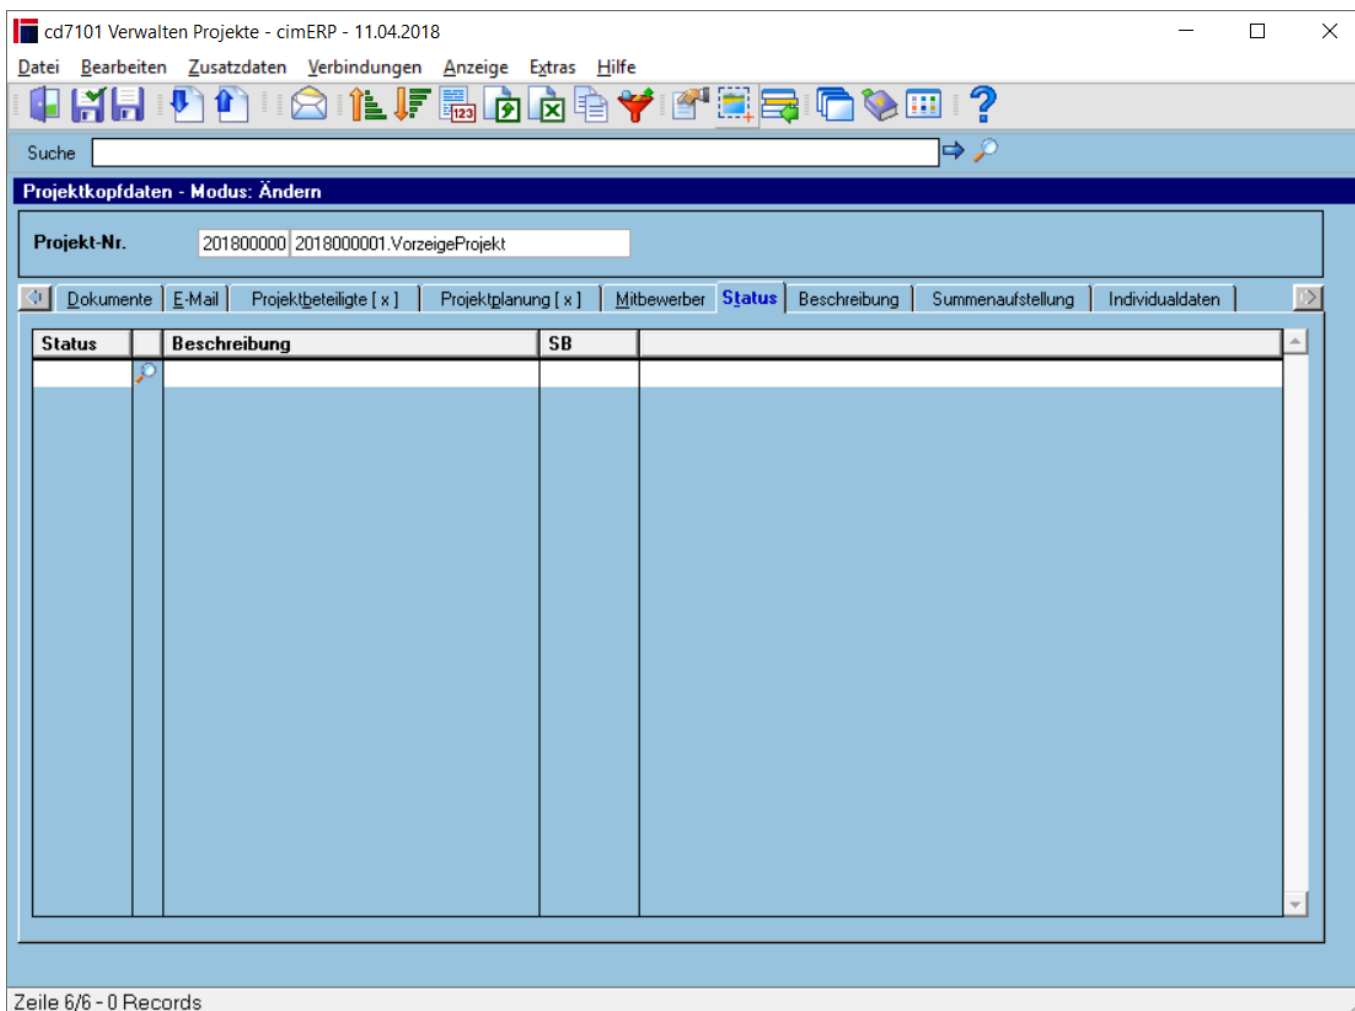 cd7101 Verwalten Projekte - cimERP - 11.04.2018
Datei Bearbeiten Zusatzdaten Verbindungen Anzeige Extras Hilfe
123
Suche
Projektkopfdaten - Modus: Ändern
Projekt-Nr. 201800000 2018000001.VorzeigeProjekt
Dokumente E-Mail Projektbeteiligte [ x ] Projektplanung [ x ] Mitbewerber Status Beschreibung Summenaufstellung Individualdaten
Status Beschreibung SB
Zeile 6/6 - 0 Records